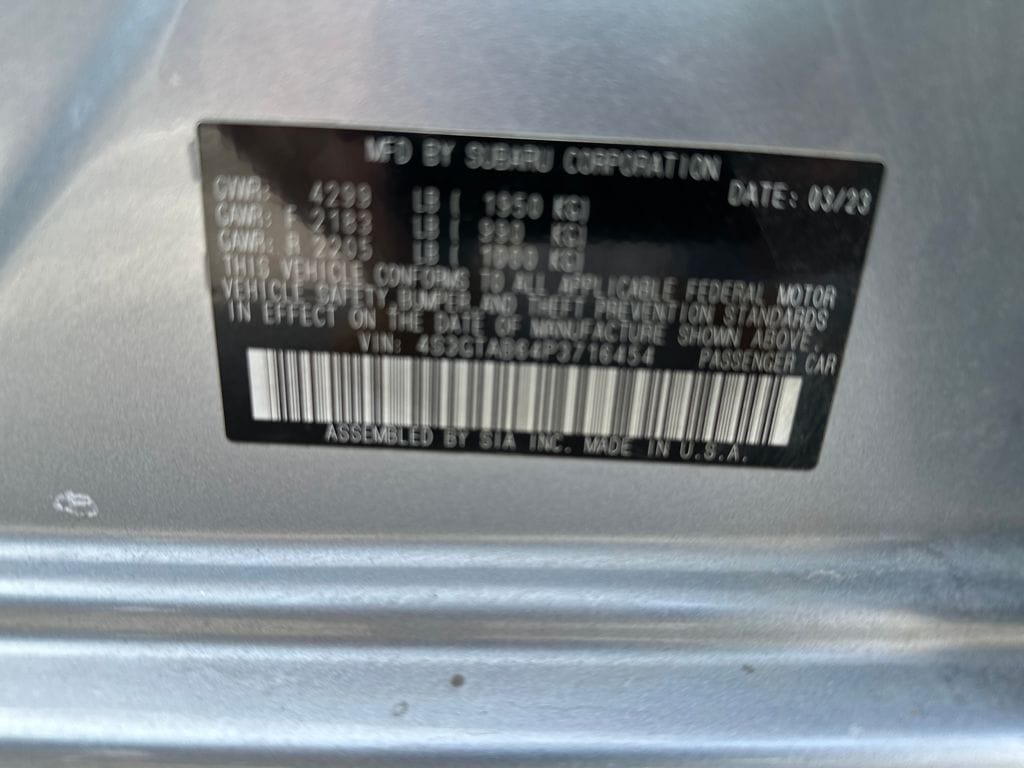 MFD BY SUBARU CORPORATION
DATE: 03/23
GVWR: 4299 LB ( 1950 KG)
GAWR: F 2183 LB ( 990 KG)
GAWR: R 2205 LB ( 1000 KG)
THIS VEHICLE CONFORMS TO ALL APPLICABLE FEDERAL MOTOR
VEHICLE SAFETY, BUMPER AND THEFT PREVENTION STANDARDS
IN EFFECT ON THE DATE OF MANUFACTURE SHOWN ABOVE.
VIN: 4S3GTAB64P3716454 PASSENGER CAR
ASSEMBLED BY SIA INC. MADE IN U.S.A.